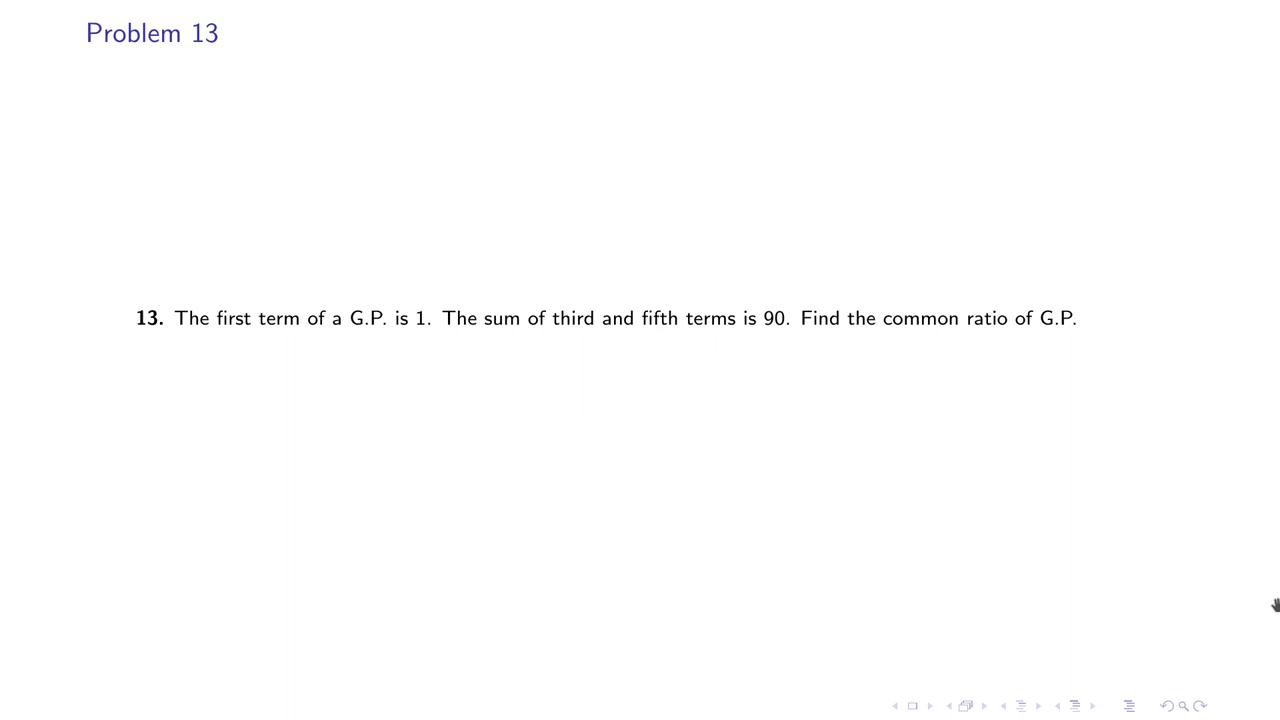 Problem 13
13. The first term of a G.P. is 1. The sum of third and fifth terms is 90. Find the common ratio of G.P.